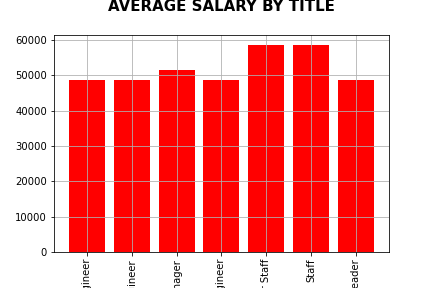 AVERAGE SALARY BY TITLE
60000
50000
40000
30000
20000
10000
0
gineer
ineer
nager
gineer
r Staff
Staff
eader